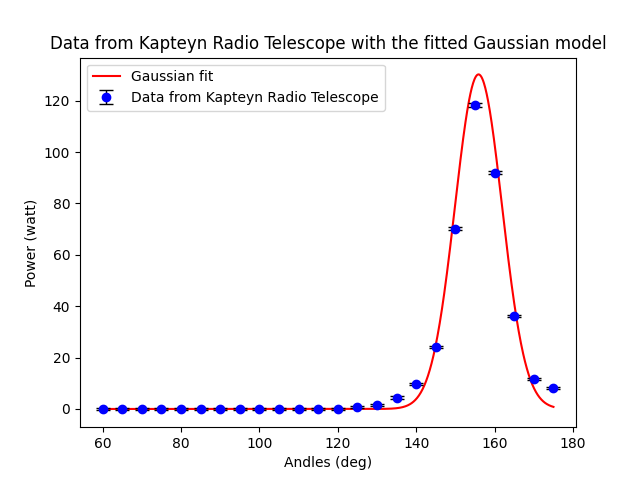 Data from Kapteyn Radio Telescope with the fitted Gaussian model
Gaussian fit
Data from Kapteyn Radio Telescope
120
100
80
60
40
20
0
Power (watt)
60 80 100 120 140 160 180
Andles (deg)